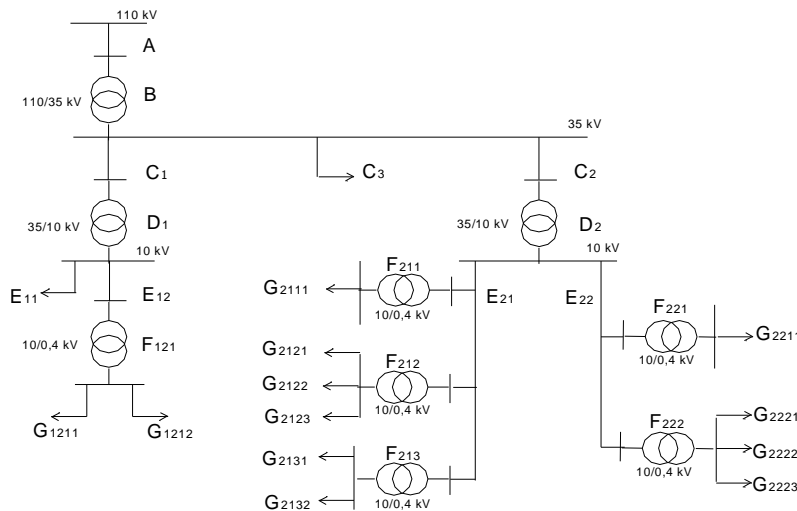 110 kV
A
B
110/35 kV
35 kV
C1
C3
C2
35/10 kV
D1
35/10 kV
D2
10 kV
10 kV
E11
E12
G2111
F211
10/0,4 kV
E21
E22
F221
10/0,4 kV
G2211
10/0,4 kV
F121
G2121
G2122
G2123
F212
10/0,4 kV
G1211
G1212
G2131
G2132
F213
10/0,4 kV
F222
10/0,4 kV
G2221
G2222
G2223